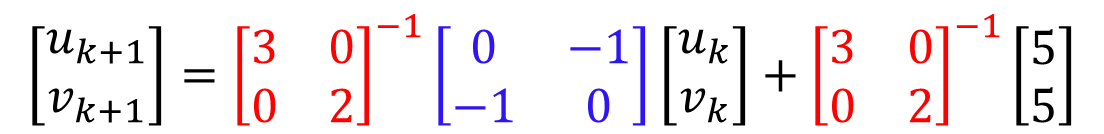 [u_{k+1}; v_{k+1}] = [3 0; 0 2]^{-1} [0 −1; −1 0] [u_k; v_k] + [3 0; 0 2]^{-1} [5; 5]